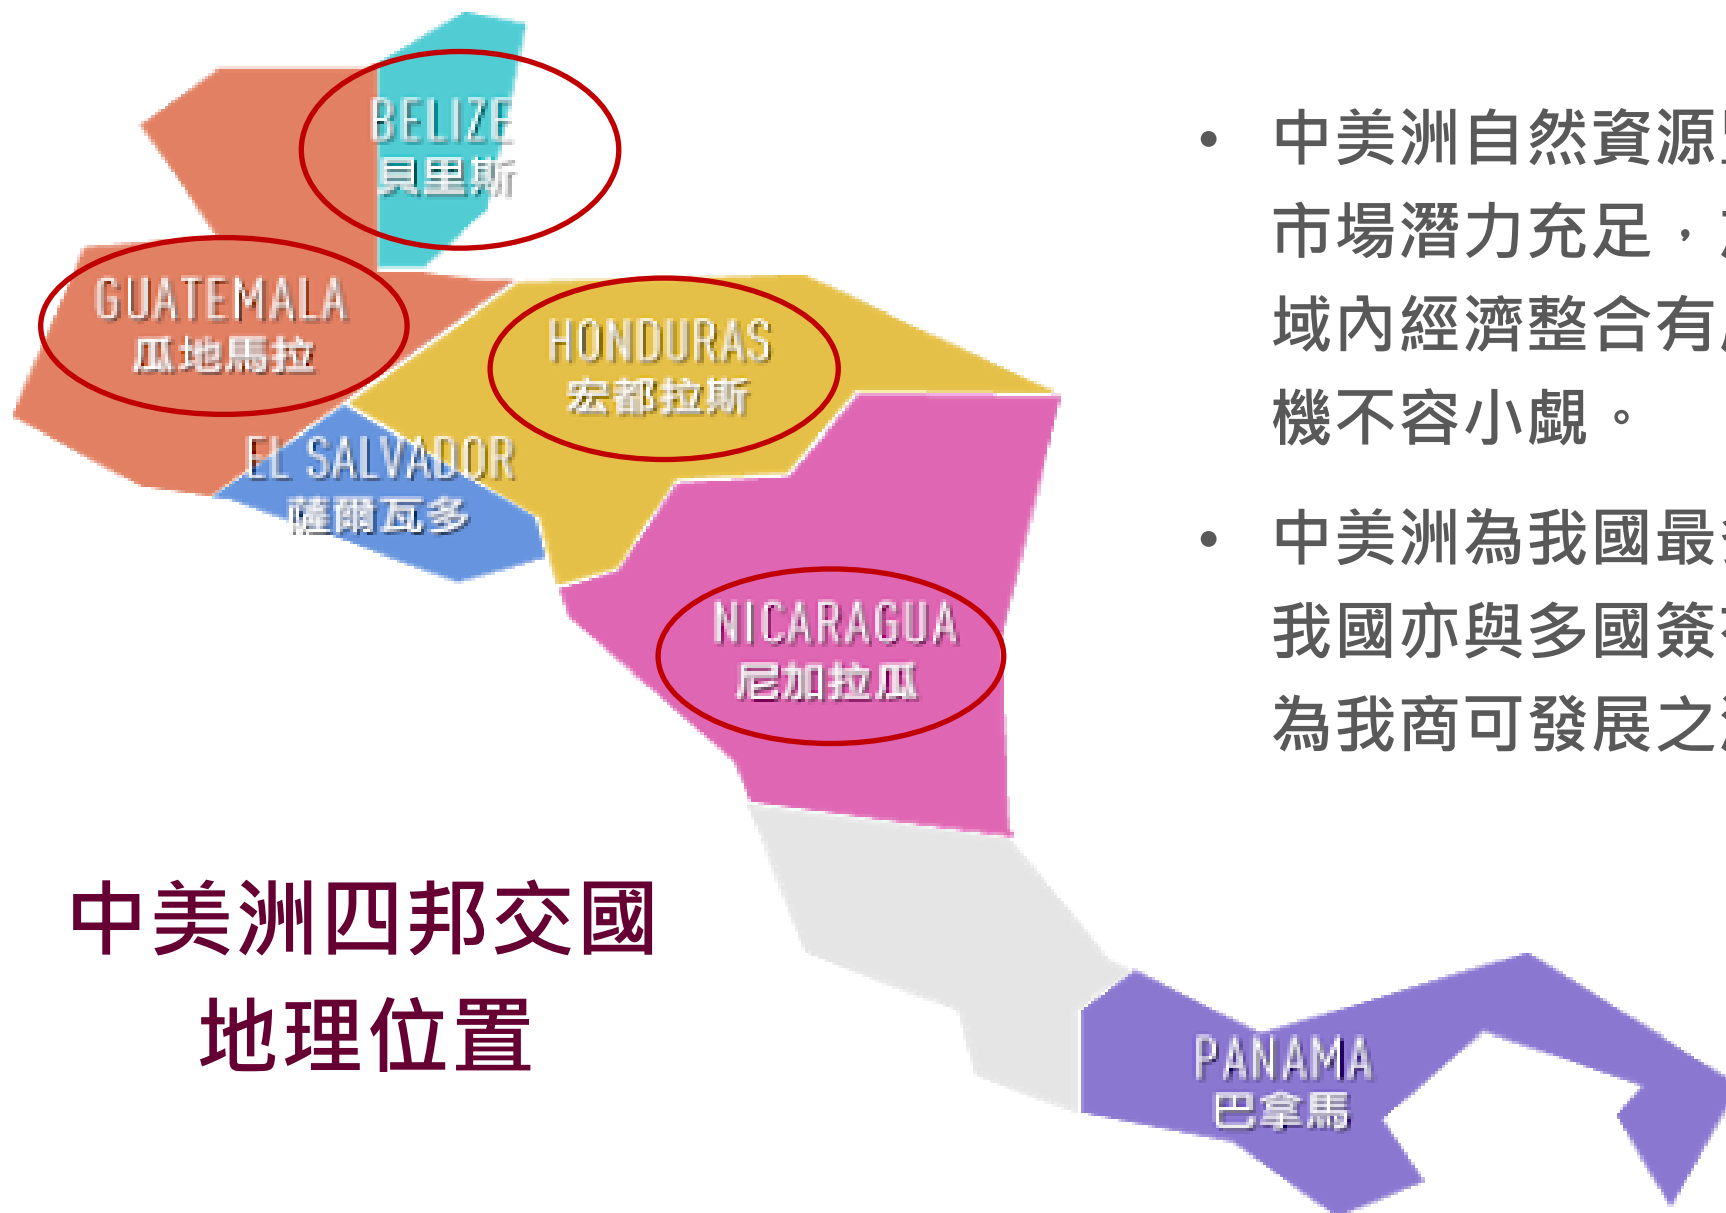 BELIZE
貝里斯
GUATEMALA
瓜地馬拉
HONDURAS
宏都拉斯
EL SALVADOR
薩爾瓦多
NICARAGUA
尼加拉瓜
PANAMA
巴拿馬
中美洲四邦交國
地理位置
• 中美洲自然資源
市場潛力充足，
域內經濟整合有
機不容小覷。
• 中美洲為我國最
我國亦與多國簽
為我商可發展之